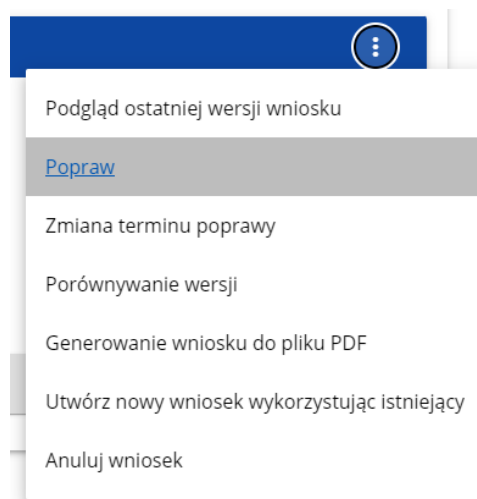 Podgląd ostatniej wersji wniosku
Popraw
Zmiana terminu poprawy
Porównywanie wersji
Generowanie wniosku do pliku PDF
Utwórz nowy wniosek wykorzystując istniejący
Anuluj wniosek